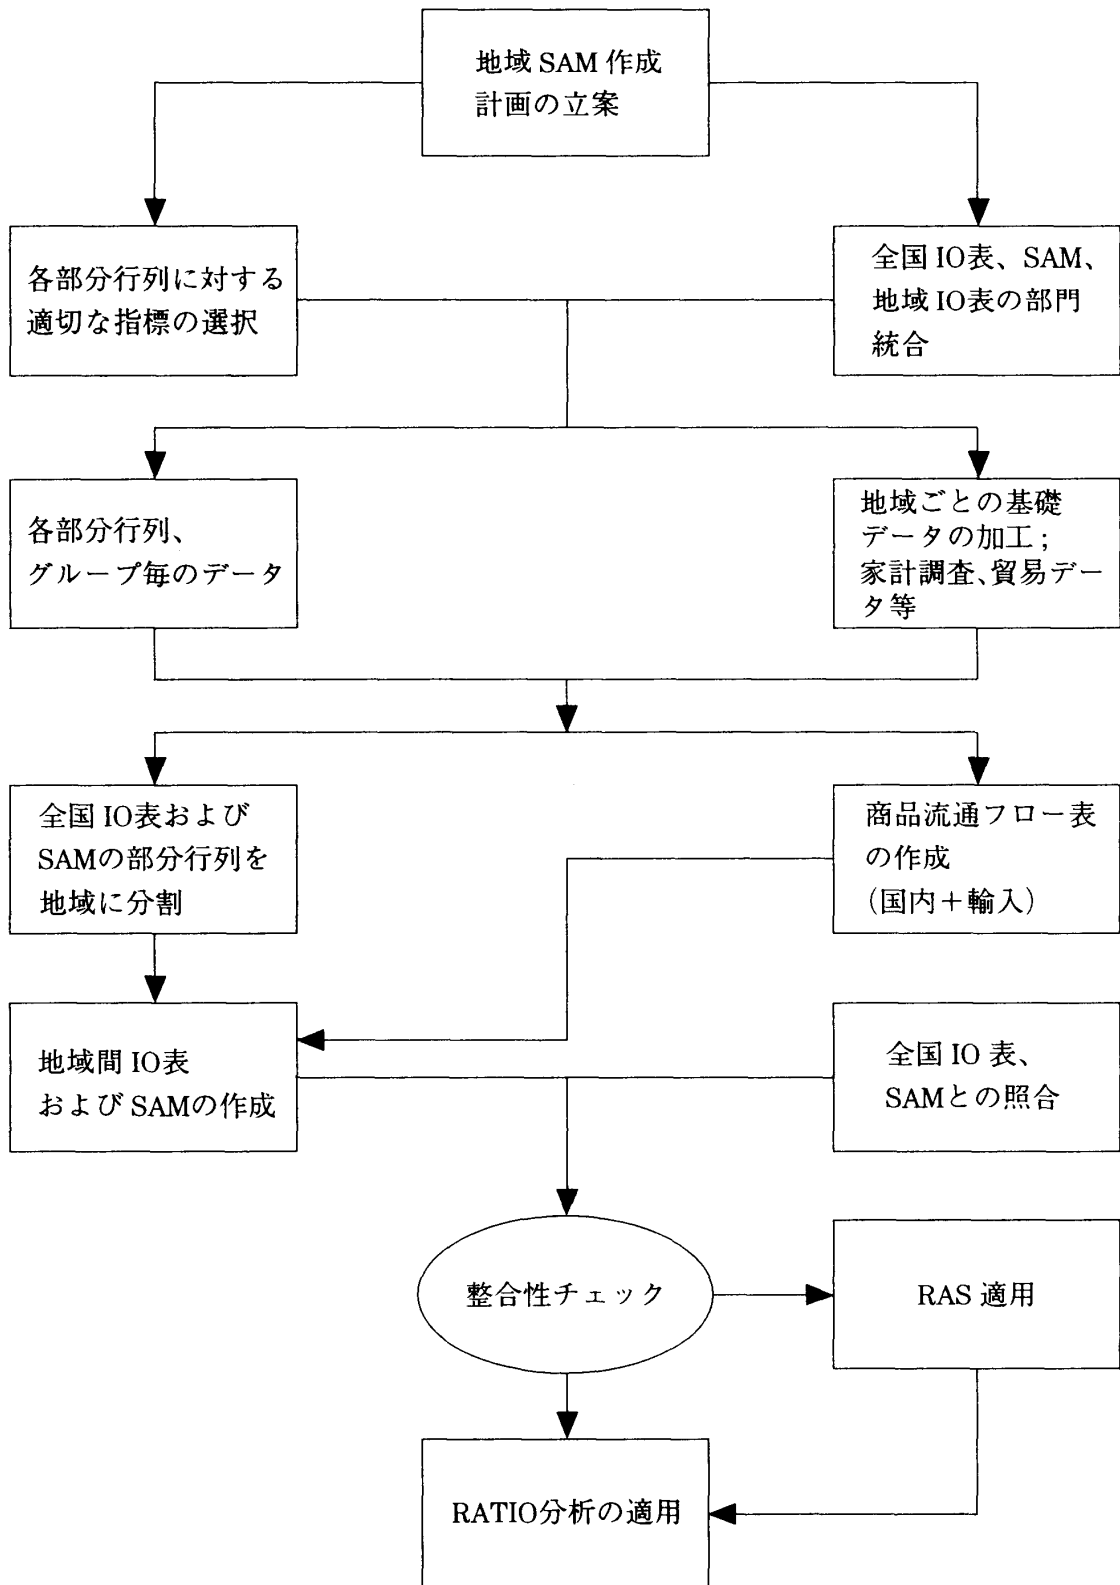 地域 SAM 作成
計画の立案
各部分行列に対する
適切な指標の選択
全国 IO表、SAM、
地域 IO表の部門
統合
各部分行列、
グループ毎のデータ
地域ごとの基礎
データの加工;
家計調査、貿易デー
タ等
全国 IO表および
SAMの部分行列を
地域に分割
商品流通フロー表
の作成
(国内+輸入)
地域間 IO表
および SAMの作成
全国 IO 表、
SAMとの照合
整合性チェック
RAS 適用
RATIO分析の適用